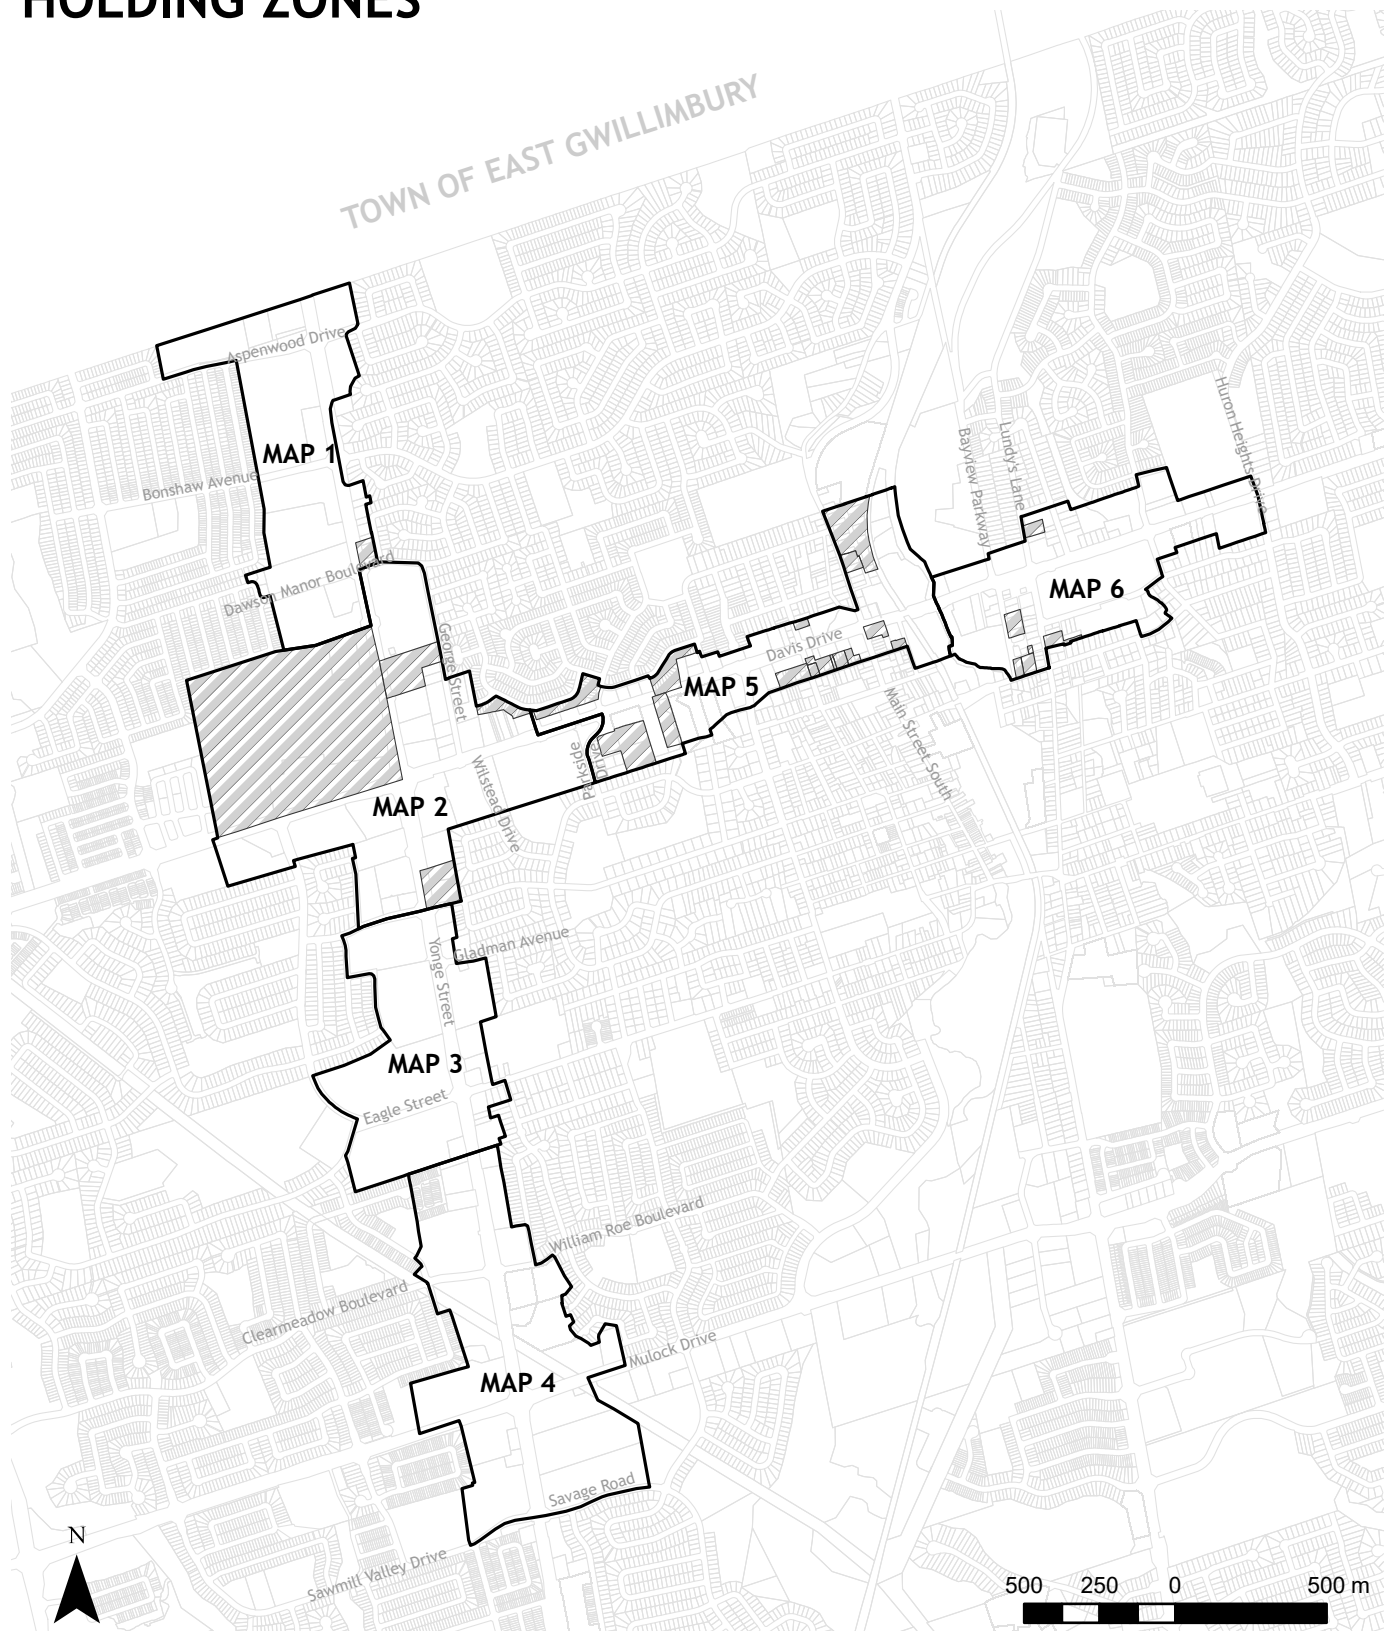 HOLDING ZONES
TOWN OF EAST GWILLIMBURY
Aspenwood Drive
MAP 1
Bonshaw Avenue
Dawson Manor Boulevard
George Street
Huron Heights Drive
Lundy's Lane
Bayview Parkway
MAP 6
Davis Drive
MAP 5
Main Street South
Parkside Drive
Wilstead Drive
MAP 2
Gladman Avenue
Yonge Street
MAP 3
Eagle Street
William Roe Boulevard
Clearmeadow Boulevard
Mulock Drive
MAP 4
Savage Road
Sawmill Valley Drive
N
500 250 0 500 m